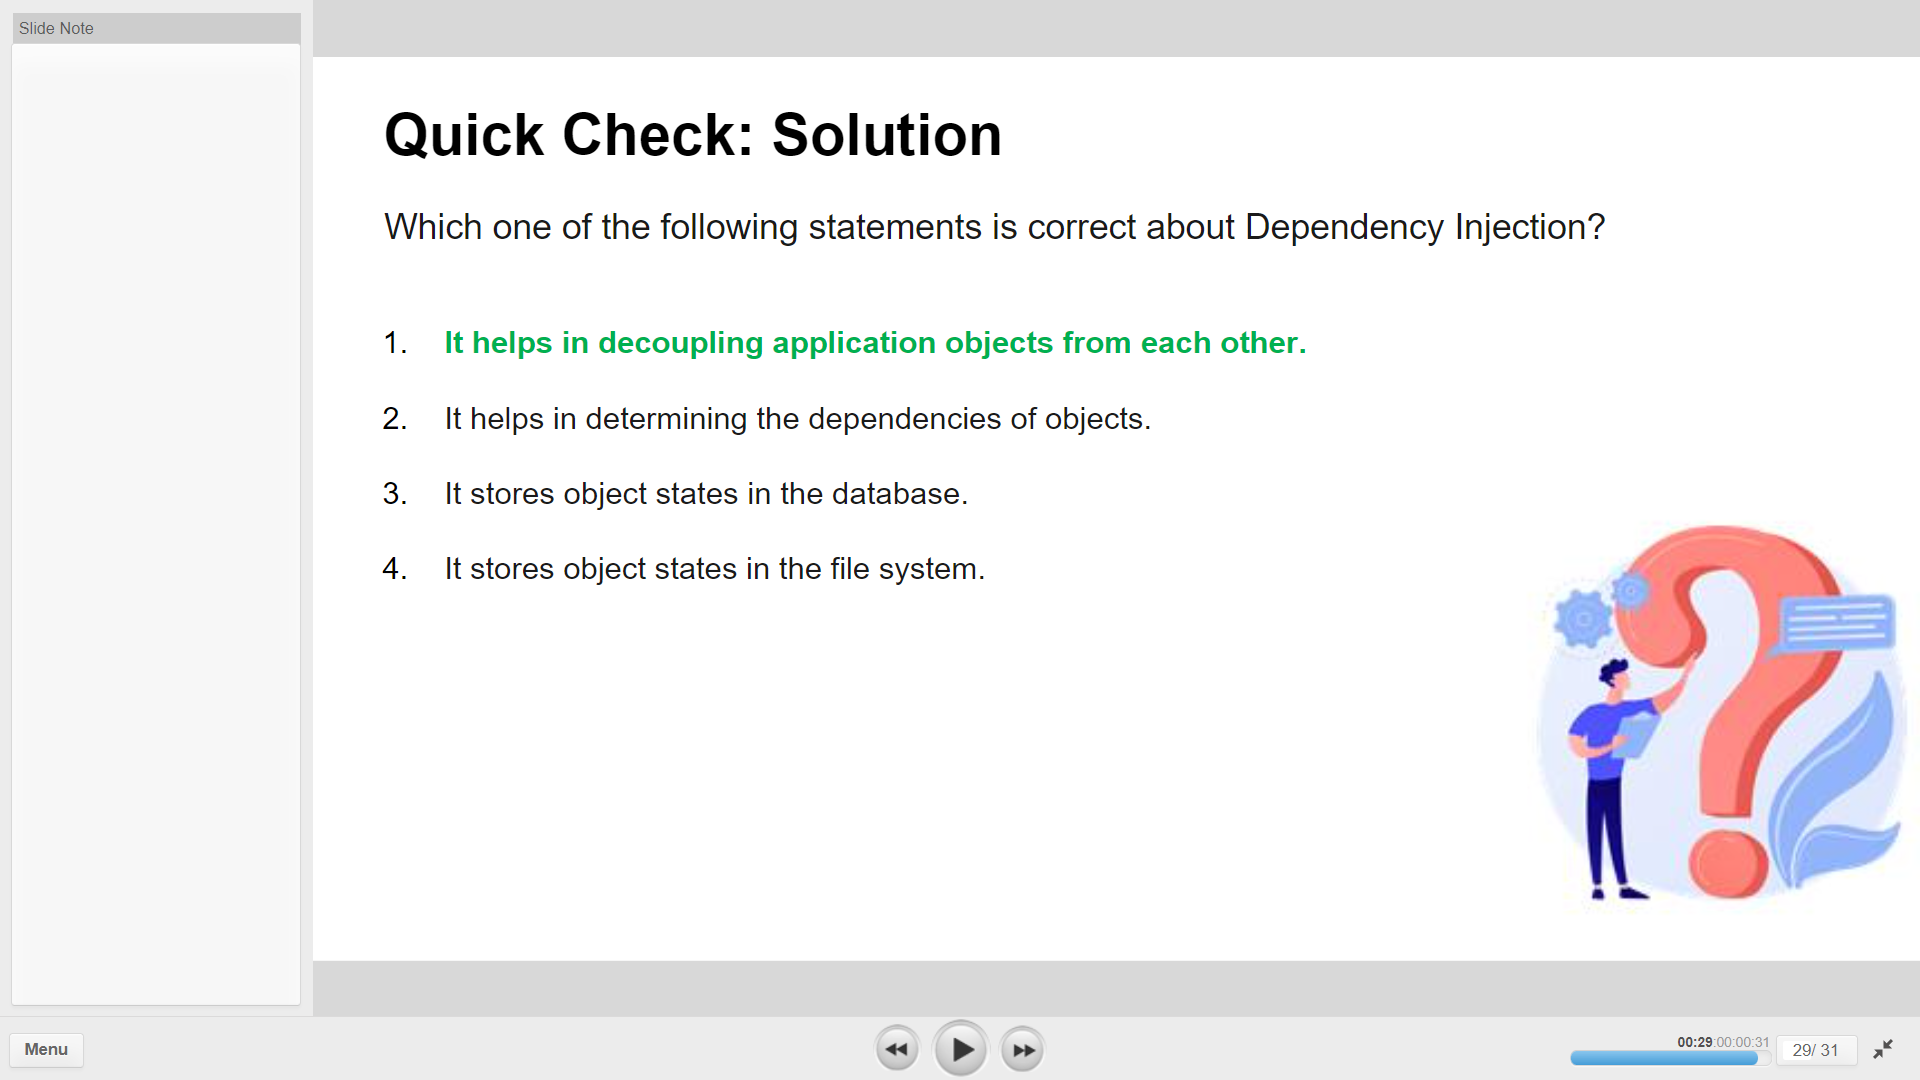 Slide Note
Quick Check: Solution
Which one of the following statements is correct about Dependency Injection?
1. It helps in decoupling application objects from each other.
2. It helps in determining the dependencies of objects.
3. It stores object states in the database.
4. It stores object states in the file system.
Menu
00:29:00:00:31
29/ 31